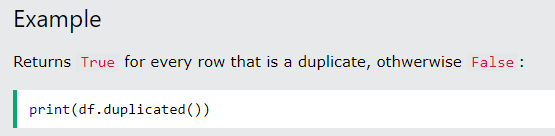 Example
Returns True for every row that is a duplicate, othwerwise False :
print(df.duplicated())